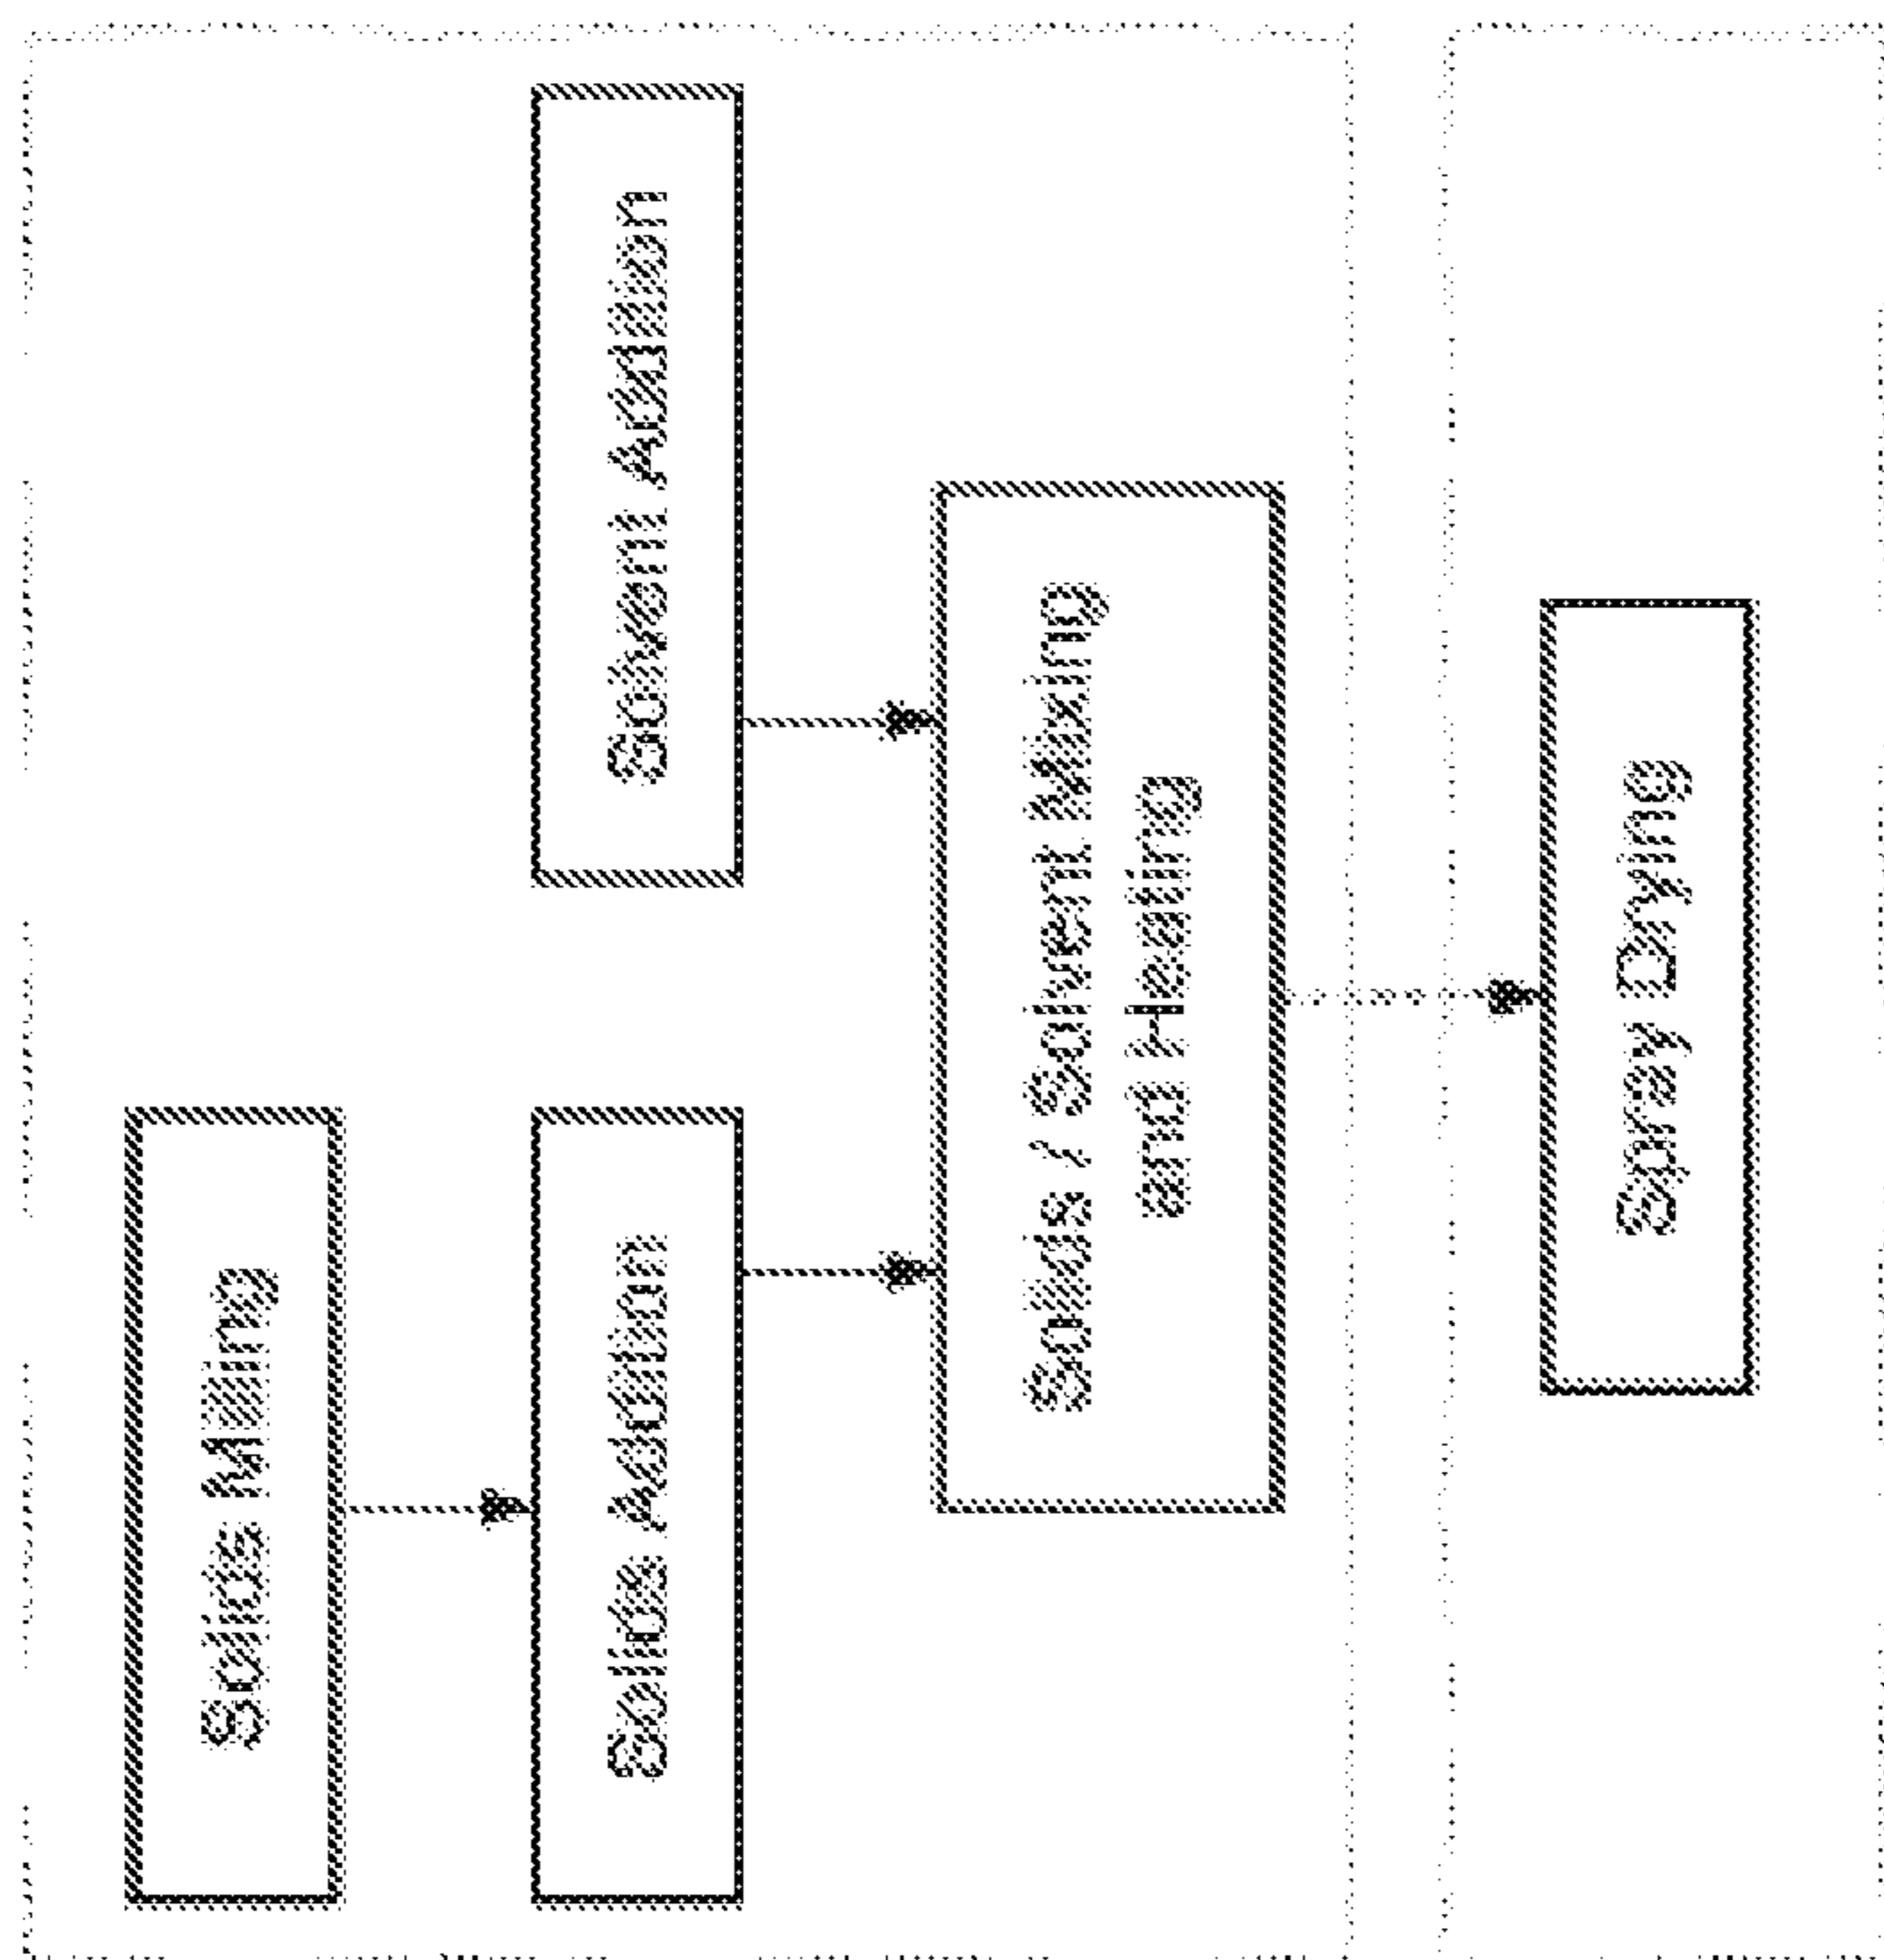 Solids Milling
Solids Addition
Solvent Addition
Solids / Solvent Mixing
and Heating
Spray Drying